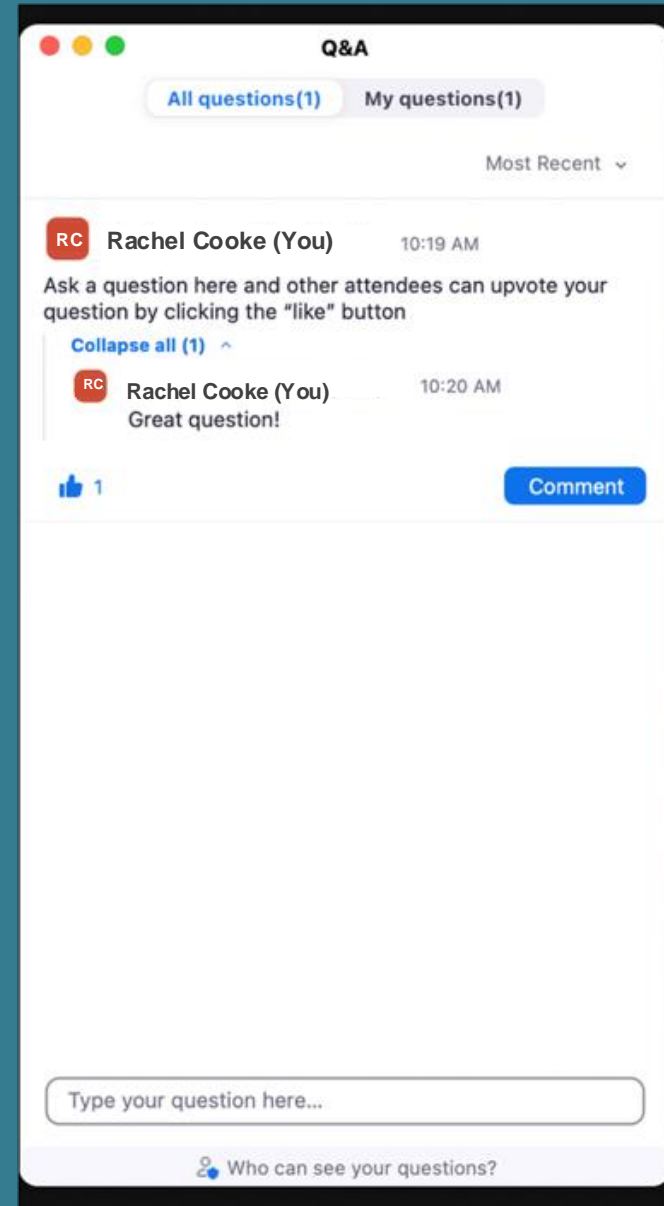 Q&A
All questions(1) My questions(1)
Most Recent
RC Rachel Cooke (You) 10:19 AM
Ask a question here and other attendees can upvote your
question by clicking the “like” button
Collapse all (1)
RC Rachel Cooke (You) 10:20 AM
Great question!
1 Comment
Type your question here...
Who can see your questions?